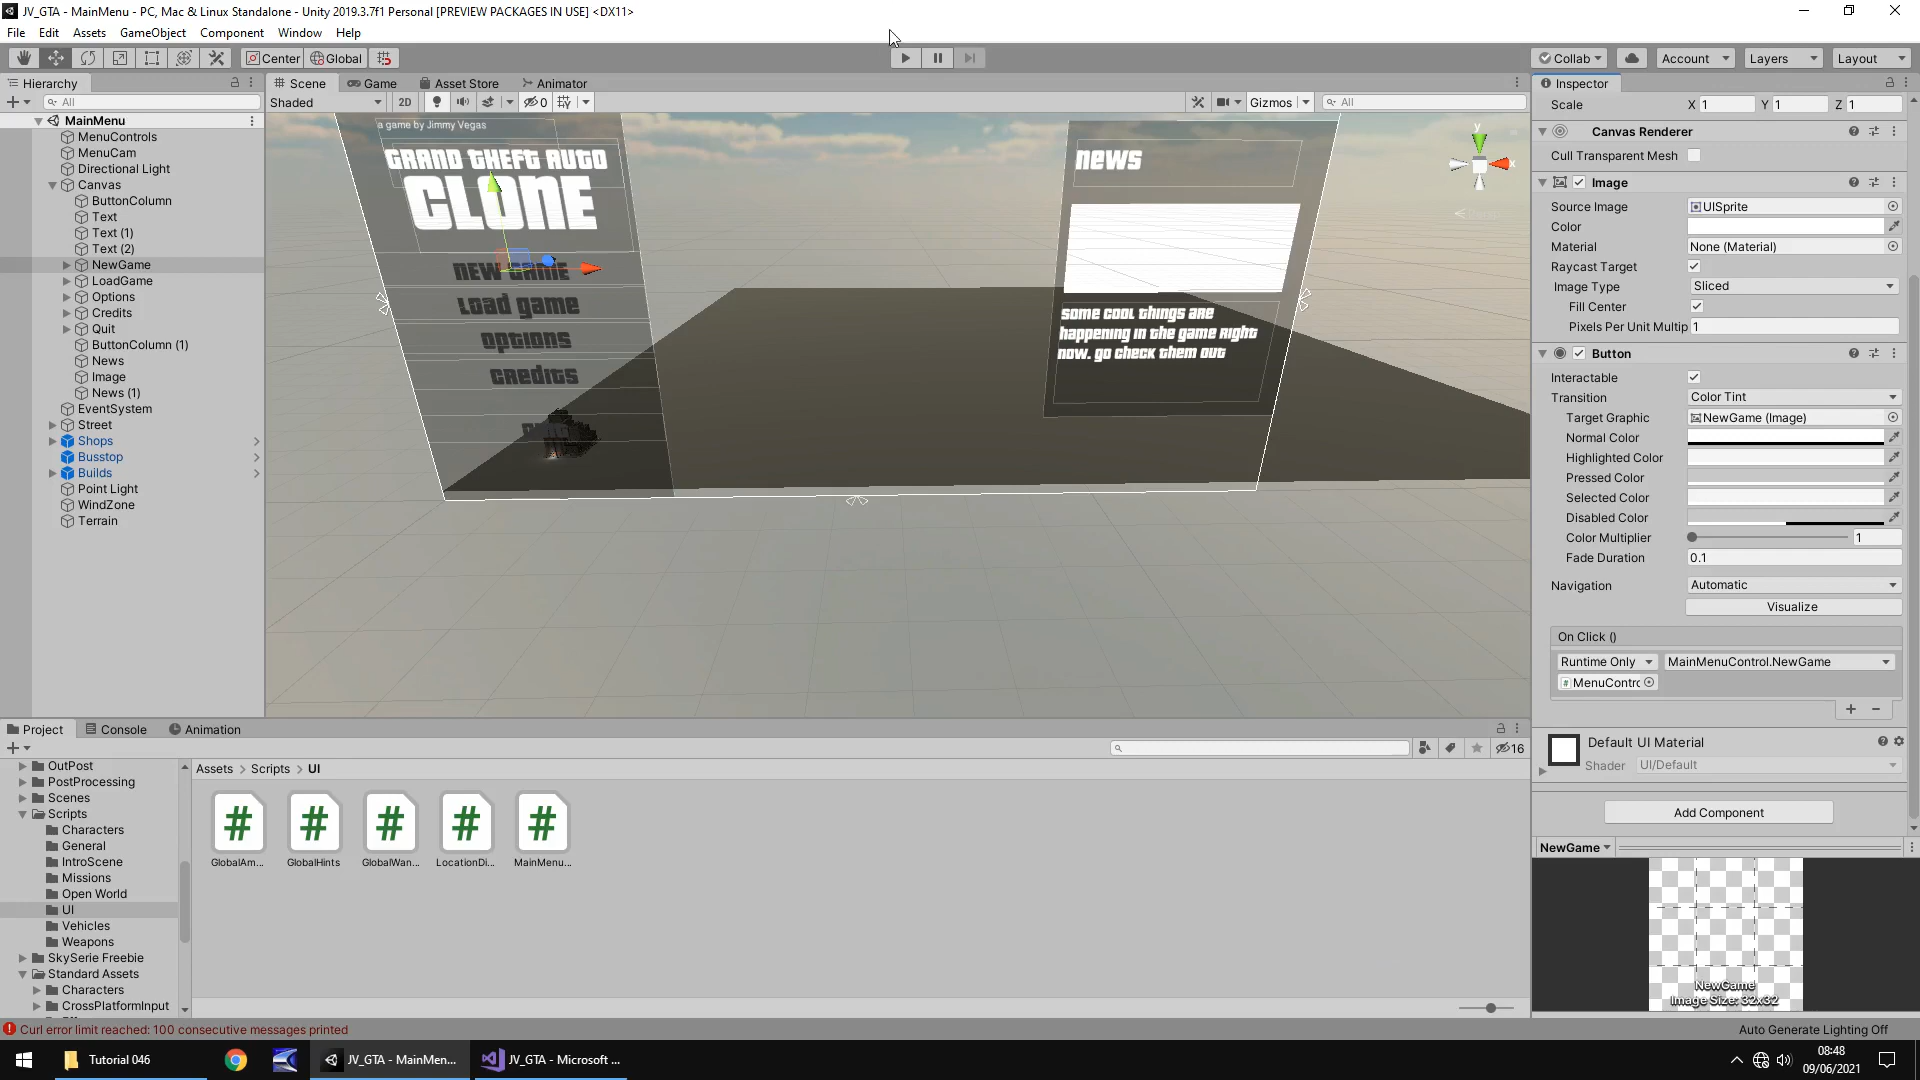 JV_GTA - MainMenu - PC, Mac & Linux Standalone - Unity 2019.3.7f1 Personal [PREVIEW PACKAGES IN USE] <DX11>
File Edit Assets GameObject Component Window Help
Center Global
Collab Account Layers Layout
Hierarchy
All
MainMenu
MenuControls
MenuCam
Directional Light
Canvas
ButtonColumn
Text
Text (1)
Text (2)
NewGame
LoadGame
Options
Credits
Quit
ButtonColumn (1)
News
Image
News (1)
EventSystem
Street
Shops
Busstop
Builds
Point Light
WindZone
Terrain
Scene Game Asset Store Animator
Shaded 2D 0 Gizmos All
a game by Jimmy Vegas
GRAND THEFT AUTO
CLONE
NEW GAME
Load game
options
credits
news
some cool things are
happening in the game right
now. go check them out
y
x
Inspector
Scale X 1 Y 1 Z 1
Canvas Renderer
Cull Transparent Mesh
Image
Source Image UISprite
Color
Material None (Material)
Raycast Target
Image Type Sliced
Fill Center
Pixels Per Unit Multip 1
Button
Interactable
Transition Color Tint
Target Graphic NewGame (Image)
Normal Color
Highlighted Color
Pressed Color
Selected Color
Disabled Color
Color Multiplier 1
Fade Duration 0.1
Navigation Automatic
Visualize
On Click ()
Runtime Only MainMenuControl.NewGame
MenuContro
Default UI Material
Shader UI/Default
Add Component
NewGame
NewGame
Image Size: 32x32
Project Console Animation
16
OutPost
PostProcessing
Scenes
Scripts
Characters
General
IntroScene
Missions
Open World
UI
Vehicles
Weapons
SkySerie Freebie
Standard Assets
Characters
CrossPlatformInput
Assets > Scripts > UI
GlobalAm... GlobalHints GlobalWan... LocationDi... MainMenu...
Curl error limit reached: 100 consecutive messages printed
Auto Generate Lighting Off
Tutorial 046
JV_GTA - MainMen...
JV_GTA - Microsoft ...
08:48
09/06/2021